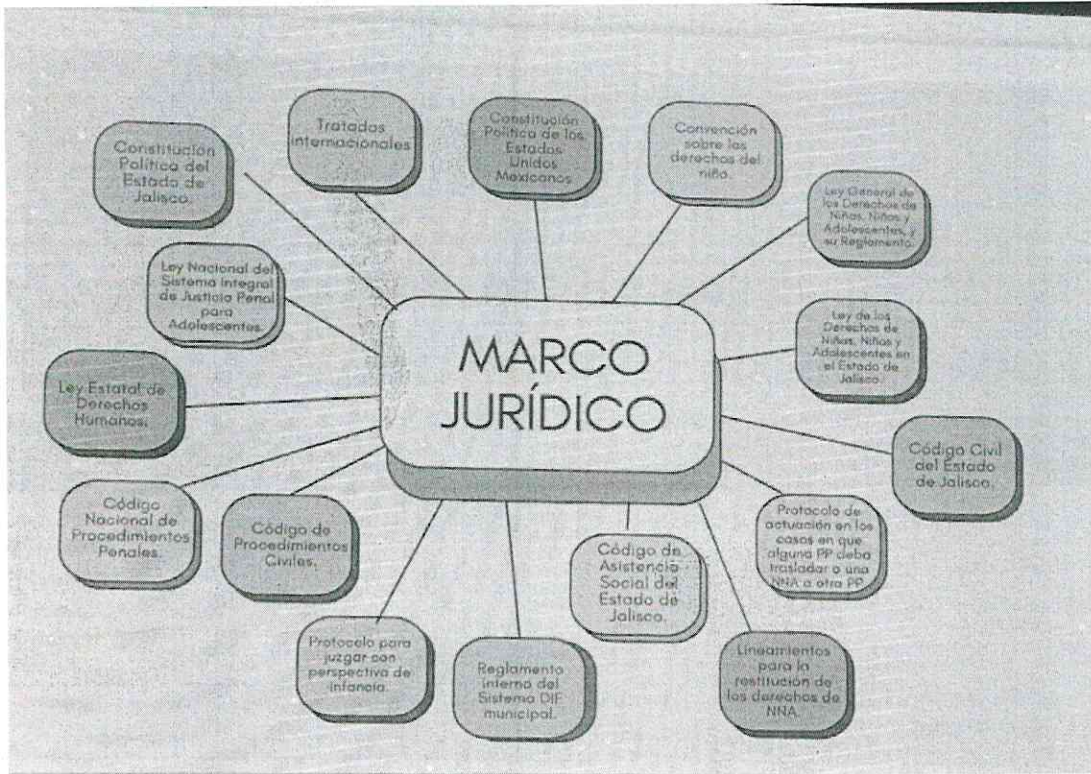 Constitución
Política del
Estado de
Jalisco.
Tratados
internacionales
Constitución
Política de los
Estados
Unidos
Mexicanos
Convención
sobre los
derechos del
niño.
Ley General de
los Derechos de
Niñas, Niños y
Adolescentes, y
su Reglamento.
Ley Nacional del
Sistema Integral
de Justicia Penal
para
Adolescentes.
Ley de los
Derechos de
Niñas, Niños y
Adolescentes en
el Estado de
Jalisco.
MARCO
JURÍDICO
Ley Estatal de
Derechos
Humanos.
Código Civil
del Estado
de Jalisco.
Código
Nacional de
Procedimientos
Penales.
Código de
Procedimientos
Civiles.
Código de
Asistencia
Social del
Estado de
Jalisco.
Protocolo de
actuación en los
casos en que
alguna PP deba
trasladar o una
NNA a otra PP
Protocolo para
juzgar con
perspectiva de
infancia.
Reglamento
interno del
Sistema DIF
municipal.
Lineamientos
para la
restitución de
los derechos de
NNA.